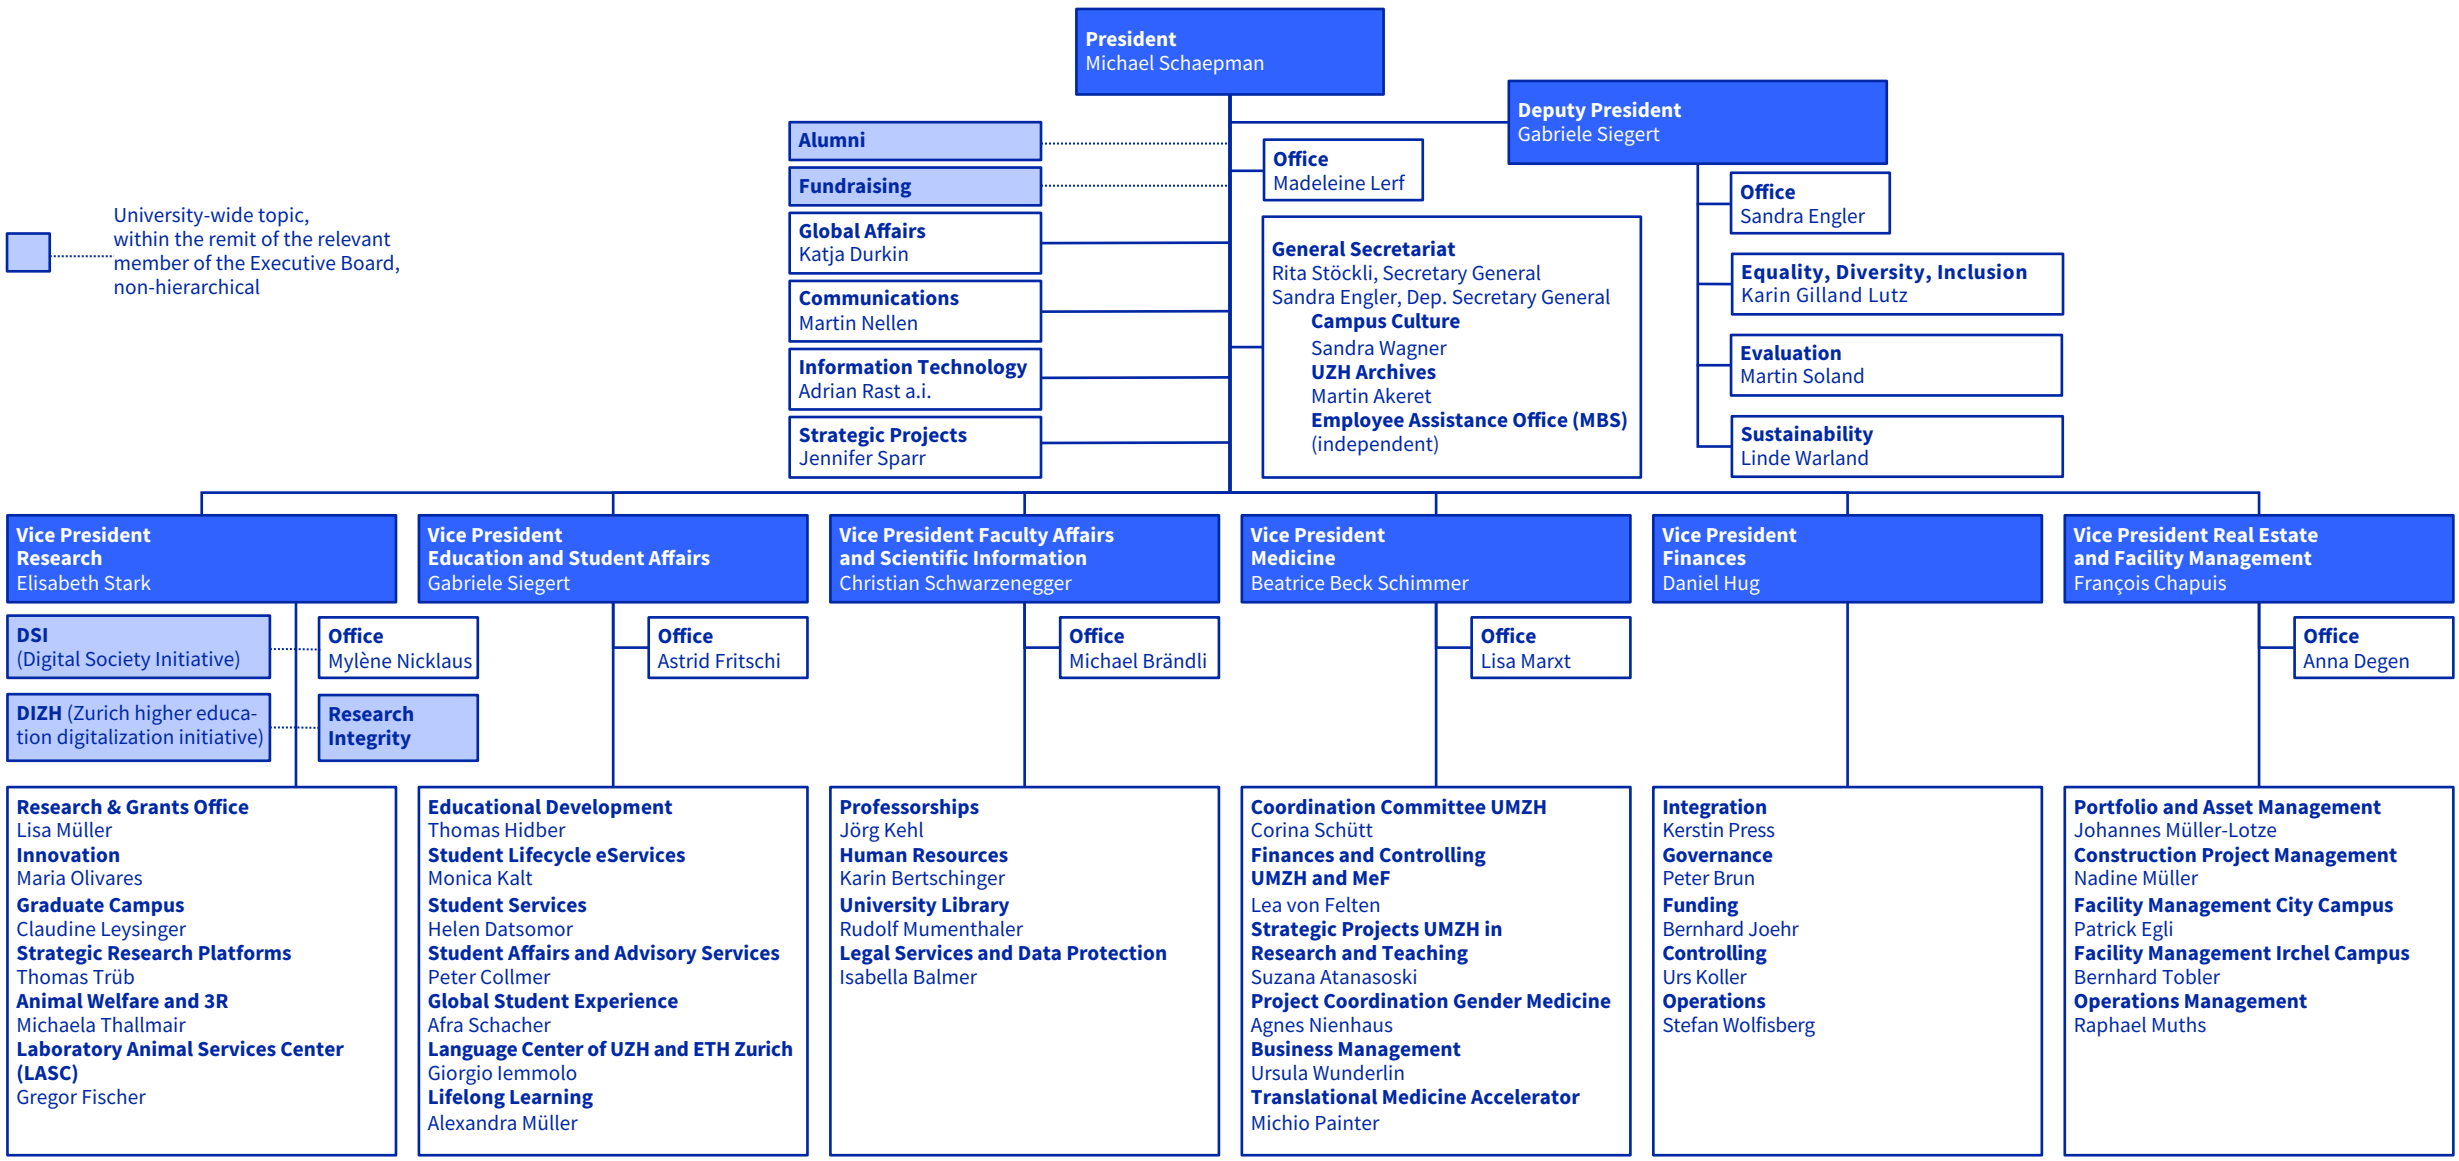 President
Michael Schaepman
Deputy President
Gabriele Siegert
Alumni
Fundraising
Global Affairs
Katja Durkin
Communications
Martin Nellen
Information Technology
Adrian Rast a.i.
Strategic Projects
Jennifer Sparr
Office
Madeleine Lerf
General Secretariat
Rita Stöckli, Secretary General
Sandra Engler, Dep. Secretary General
Campus Culture
Sandra Wagner
UZH Archives
Martin Akeret
Employee Assistance Office (MBS)
(independent)
Office
Sandra Engler
Equality, Diversity, Inclusion
Karin Gilland Lutz
Evaluation
Martin Soland
Sustainability
Linde Warland
University-wide topic,
within the remit of the relevant
member of the Executive Board,
non-hierarchical
Vice President
Research
Elisabeth Stark
DSI
(Digital Society Initiative)
Office
Mylène Nicklaus
DIZH (Zurich higher educa-
tion digitalization initiative)
Research
Integrity
Research & Grants Office
Lisa Müller
Innovation
Maria Olivares
Graduate Campus
Claudine Leysinger
Strategic Research Platforms
Thomas Trüb
Animal Welfare and 3R
Michaela Thallmair
Laboratory Animal Services Center
(LASC)
Gregor Fischer
Vice President
Education and Student Affairs
Gabriele Siegert
Office
Astrid Fritschi
Educational Development
Thomas Hidber
Student Lifecycle eServices
Monica Kalt
Student Services
Helen Datsomor
Student Affairs and Advisory Services
Peter Collmer
Global Student Experience
Afra Schacher
Language Center of UZH and ETH Zurich
Giorgio Iemmolo
Lifelong Learning
Alexandra Müller
Vice President Faculty Affairs
and Scientific Information
Christian Schwarzenegger
Office
Michael Brändli
Professorships
Jörg Kehl
Human Resources
Karin Bertschinger
University Library
Rudolf Mumenthaler
Legal Services and Data Protection
Isabella Balmer
Vice President
Medicine
Beatrice Beck Schimmer
Office
Lisa Marxt
Coordination Committee UMZH
Corina Schütt
Finances and Controlling
UMZH and MeF
Lea von Felten
Strategic Projects UMZH in
Research and Teaching
Suzana Atanasoski
Project Coordination Gender Medicine
Agnes Nienhaus
Business Management
Ursula Wunderlin
Translational Medicine Accelerator
Michio Painter
Vice President
Finances
Daniel Hug
Integration
Kerstin Press
Governance
Peter Brun
Funding
Bernhard Joehr
Controlling
Urs Koller
Operations
Stefan Wolfisberg
Vice President Real Estate
and Facility Management
François Chapuis
Office
Anna Degen
Portfolio and Asset Management
Johannes Müller-Lotze
Construction Project Management
Nadine Müller
Facility Management City Campus
Patrick Egli
Facility Management Irchel Campus
Bernhard Tobler
Operations Management
Raphael Muths